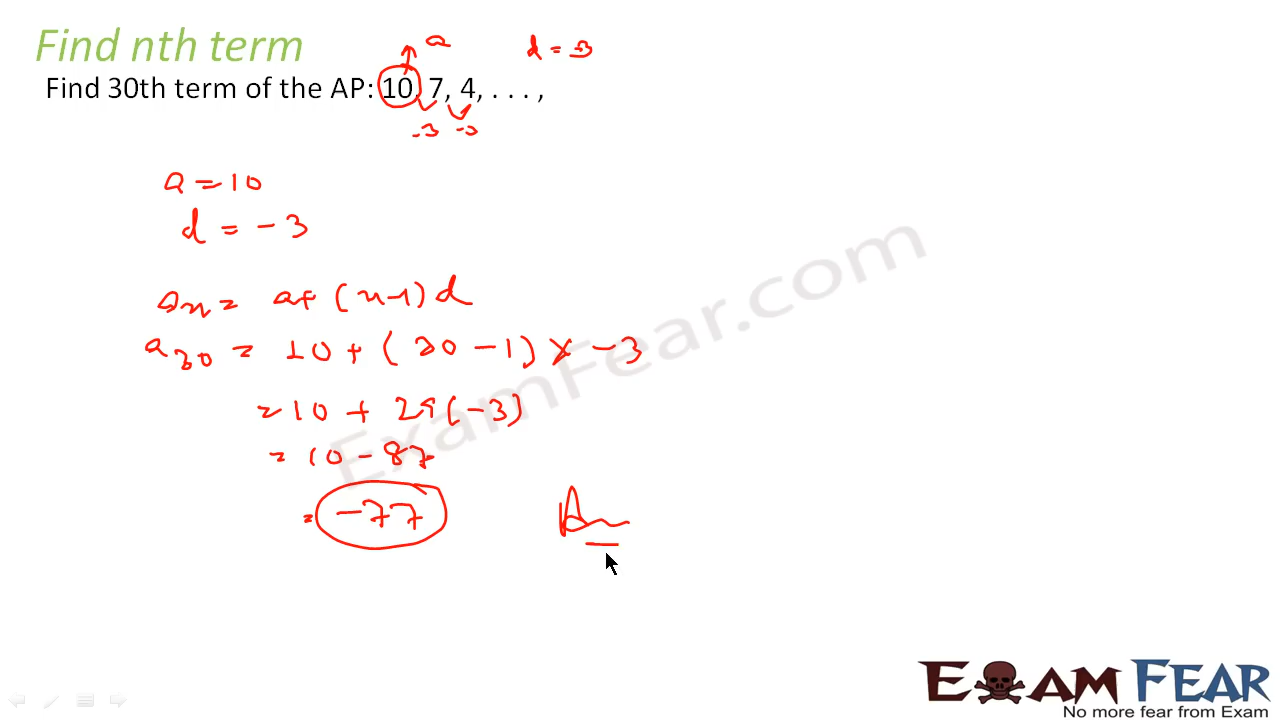 Find nth term
a
d = -3
Find 30th term of the AP: 10, 7, 4, . . . ,
-3 -3
a = 10
d = -3
an = a+ (n-1) d
a30 = 10 + (30 - 1) x -3
= 10 + 29(-3)
= 10 - 87
= -77
Ans
ExamFear.com
EXAM FEAR
No more fear from Exam